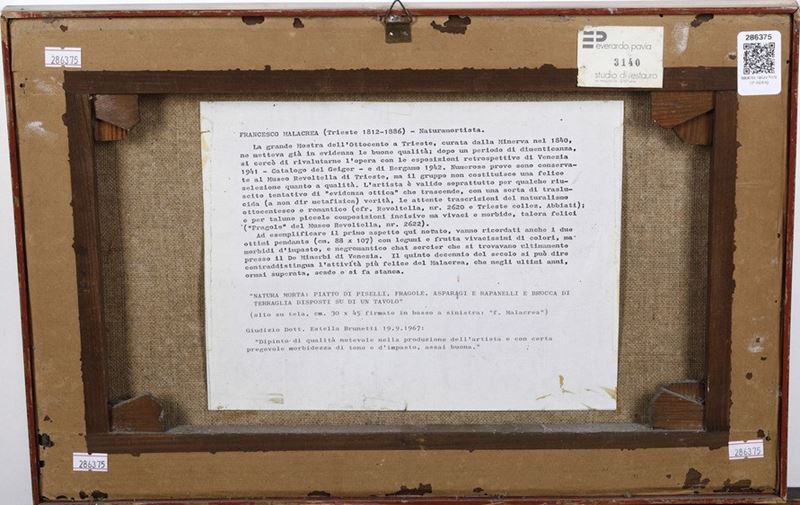 286375
everardo pavia
3140
studio di restauro
286375
FRANCESCO MALACREA (Trieste 1812-1886) - Naturamortista.
La grande Mostra dell'Ottocento a Trieste, curata dalla Minerva nel 1840,
ne metteva già in evidenza le buone qualità; dopo un periodo di dimenticanza,
si cercò di rivalutarne l'opera con le esposizioni retrospettive di Venezia
1941 - Catalogo dei Geiger - e di Bergamo 1942. Numerose prove sono conserva-
te al Museo Revoltella di Trieste, ma il gruppo non costituisce una felice
selezione quanto a qualità. L'artista è valido soprattutto per qualche riu-
scito tentativo di "evidenza ottica" che trascende, con una sorta di traslu-
cida (a non dir metafisica) verità, le attente trascrizioni del naturalismo
ottocentesco e romantico (cfr. Revoltella, nr. 2620 e Trieste collez. Abbiati);
e per talune piccole composizioni incisive ma vivaci e morbide, talora felici
("Fragole" del Museo Revoltella, nr. 2622).
Ad esemplificare il primo aspetto qui notato, vanno ricordati anche i due
ottimi pendants (cm. 88 x 107) con legumi e frutta vivacissimi di colori, ma
morbidi d'impasto, e negromantico chat sorcier che si trovavano ultimamente
presso il De Minerbi di Venezia. Il quinto decennio del secolo si può dire
contraddistingua l'attività più felice del Malacrea, che negli ultimi anni,
ormai superato, scade e si fa stanca.
"NATURA MORTA: PIATTO DI PISELLI, FRAGOLE, ASPARAGI E RAPANELLI E BROCCA DI
TERRAGLIA DISPOSTI SU DI UN TAVOLO"
(olio su tela, cm. 30 x 45 firmato in basso a sinistra: "F. Malacrea")
Giudizio Dott. Estella Brunetti 19.9.1967:
"Dipinto di qualità notevole nella produzione dell'artista e con certa
pregevole morbidezza di tono e d'impasto, assai buona."
286375
286375